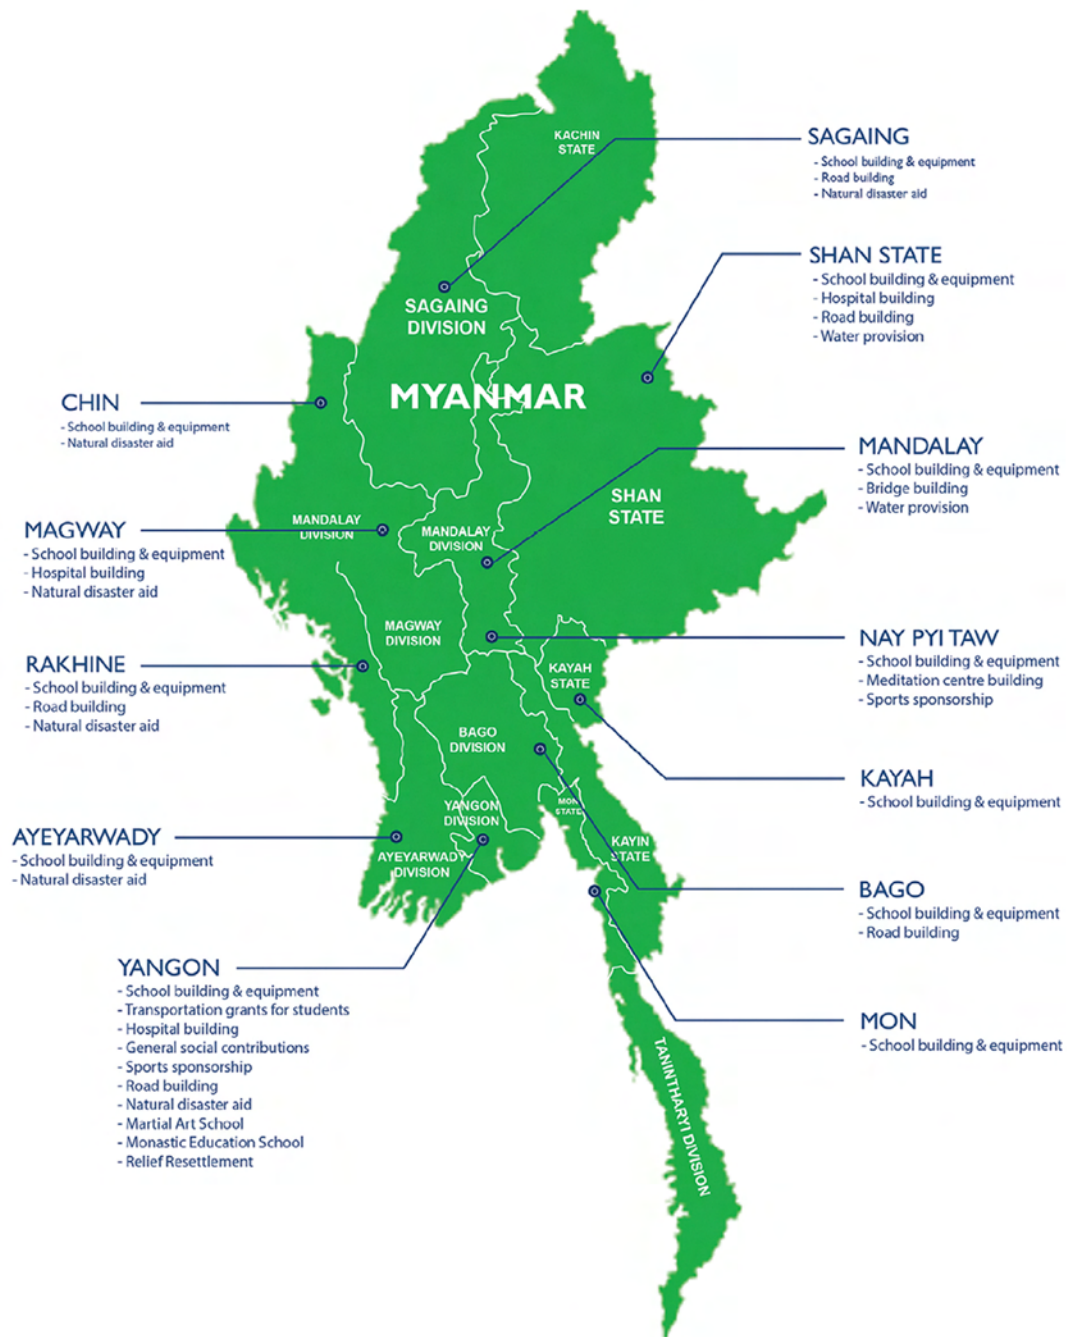 KACHIN
STATE
SAGAING
- School building & equipment
- Road building
- Natural disaster aid
SHAN STATE
- School building & equipment
- Hospital building
- Road building
- Water provision
SAGAING
DIVISION
MYANMAR
CHIN
- School building & equipment
- Natural disaster aid
MANDALAY
- School building & equipment
- Bridge building
- Water provision
SHAN
STATE
MAGWAY
- School building & equipment
- Hospital building
- Natural disaster aid
MANDALAY
DIVISION
MANDALAY
DIVISION
MAGWAY
DIVISION
NAY PYI TAW
- School building & equipment
- Meditation centre building
- Sports sponsorship
RAKHINE
- School building & equipment
- Road building
- Natural disaster aid
KAYAH
STATE
BAGO
DIVISION
KAYAH
- School building & equipment
YANGON
DIVISION
MON
STATE
AYEYARWADY
- School building & equipment
- Natural disaster aid
AYEYARWADY
DIVISION
KAYIN
STATE
BAGO
- School building & equipment
- Road building
YANGON
- School building & equipment
- Transportation grants for students
- Hospital building
- General social contributions
- Sports sponsorship
- Road building
- Natural disaster aid
- Martial Art School
- Monastic Education School
- Relief Resettlement
MON
- School building & equipment
TANINTHARYI DIVISION